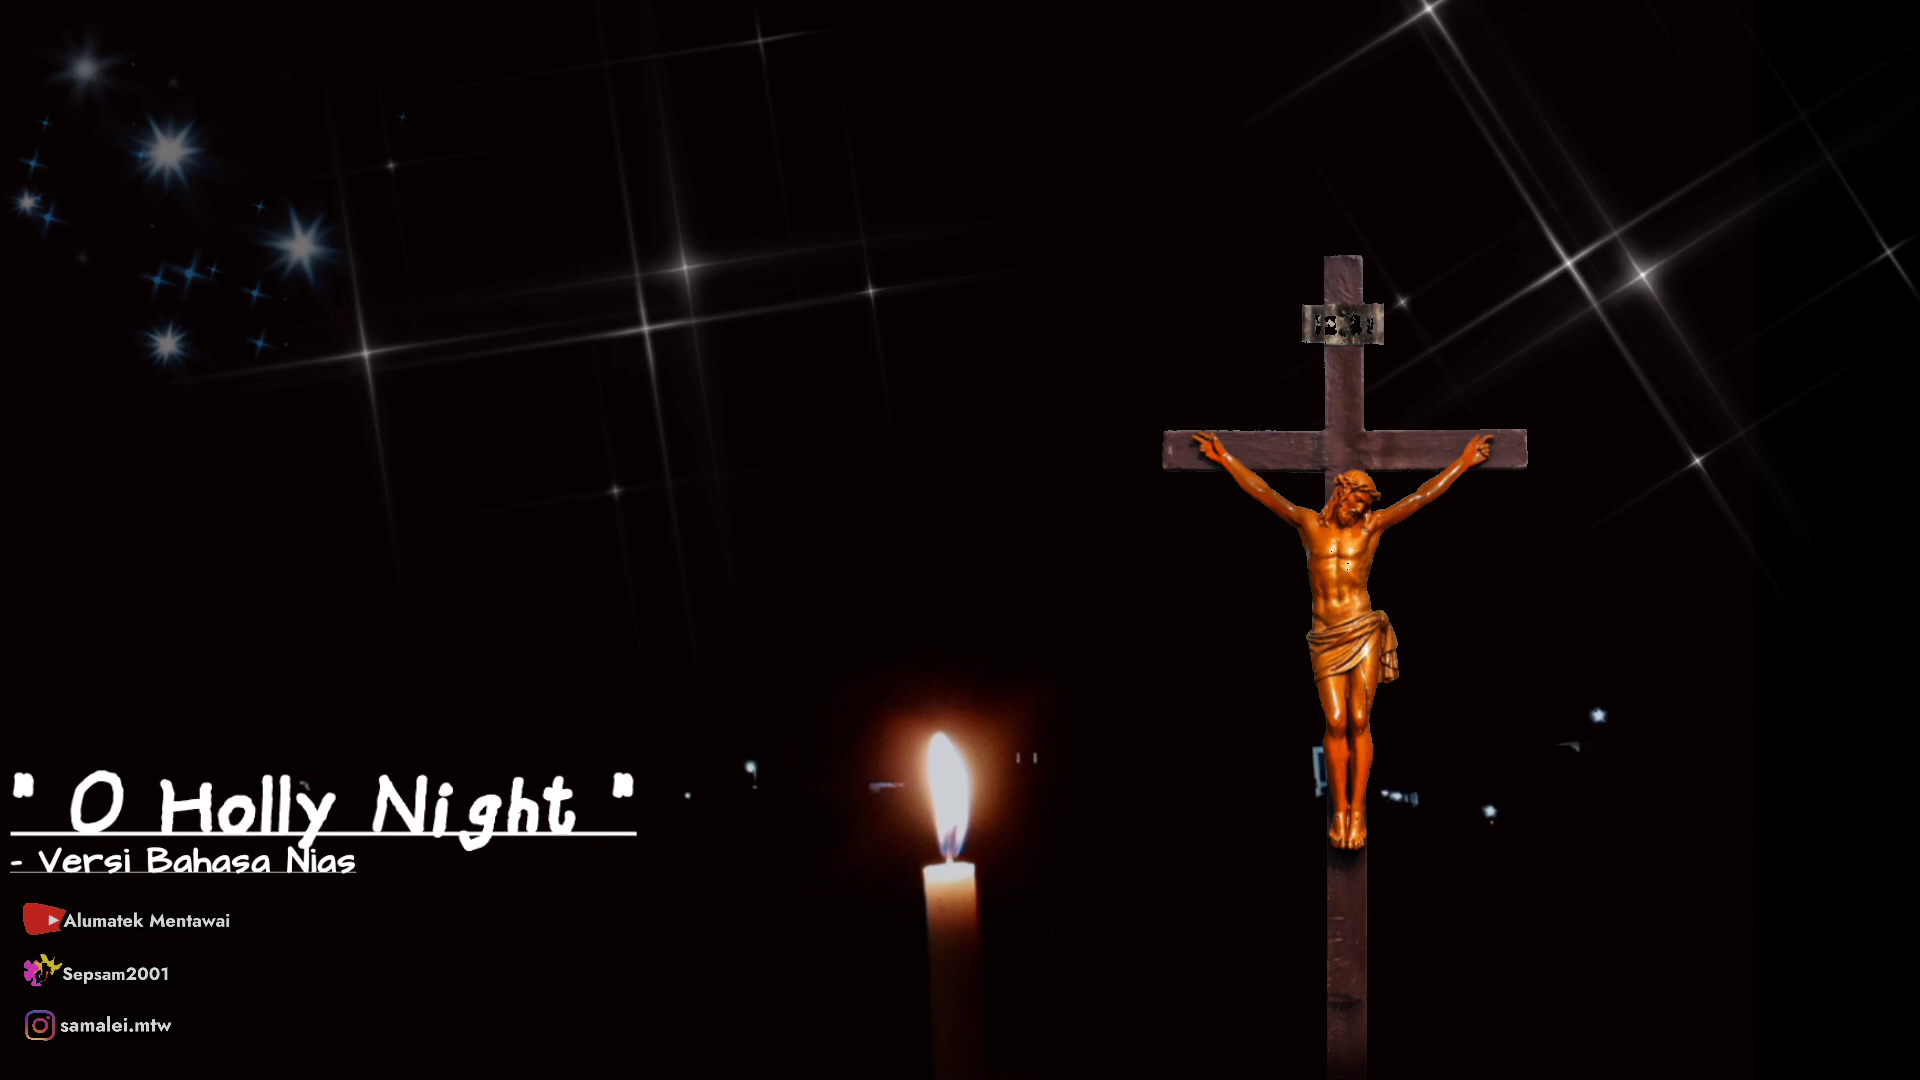 " O Holly Night "
- Versi Bahasa Nias
Alumatek Mentawai
Sepsam2001
samalei.mtw